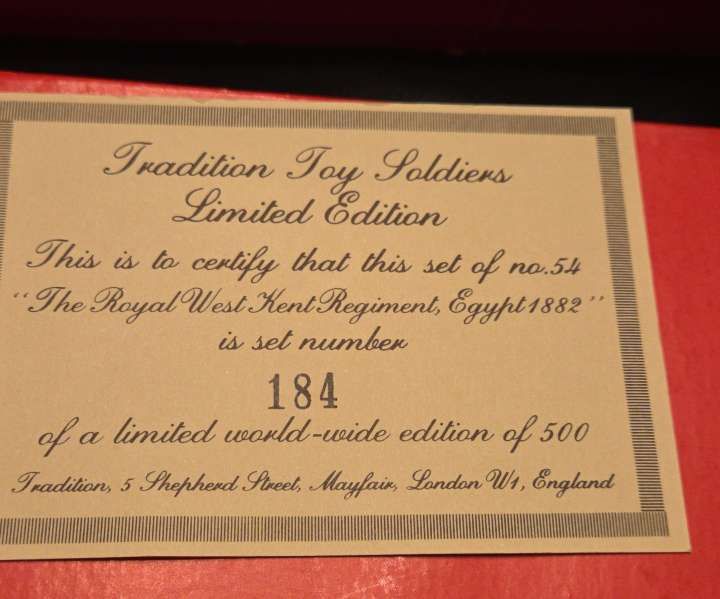 Tradition Toy Soldiers
Limited Edition
This is to certify that this set of no.54
“The Royal West Kent Regiment, Egypt 1882”
is set number
184
of a limited world-wide edition of 500
Tradition, 5 Shepherd Street, Mayfair, London W1, England